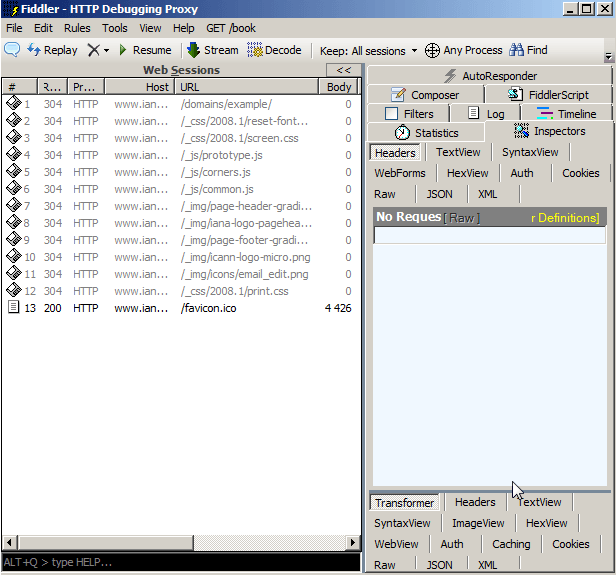 Fiddler - HTTP Debugging Proxy
File Edit Rules Tools View Help GET /book
Replay Resume Stream Decode Keep: All sessions Any Process Find
Web Sessions <<
# R... Pr... Host URL Body
1 304 HTTP www.ian... /domains/example/ 0
2 304 HTTP www.ian... /_css/2008.1/reset-font... 0
3 304 HTTP www.ian... /_css/2008.1/screen.css 0
4 304 HTTP www.ian... /_js/prototype.js 0
5 304 HTTP www.ian... /_js/corners.js 0
6 304 HTTP www.ian... /_js/common.js 0
7 304 HTTP www.ian... /_img/page-header-gradi... 0
8 304 HTTP www.ian... /_img/iana-logo-pagehea... 0
9 304 HTTP www.ian... /_img/page-footer-gradi... 0
10 304 HTTP www.ian... /_img/icann-logo-micro.png 0
11 304 HTTP www.ian... /_img/icons/email_edit.png 0
12 304 HTTP www.ian... /_css/2008.1/print.css 0
13 200 HTTP www.ian... /favicon.ico 4 426
ALT+Q > type HELP...
AutoResponder
Composer FiddlerScript
Filters Log Timeline
Statistics Inspectors
Headers TextView SyntaxView
WebForms HexView Auth Cookies
Raw JSON XML
No Reques [ Raw ] r Definitions]
Transformer Headers TextView
SyntaxView ImageView HexView
WebView Auth Caching Cookies
Raw JSON XML